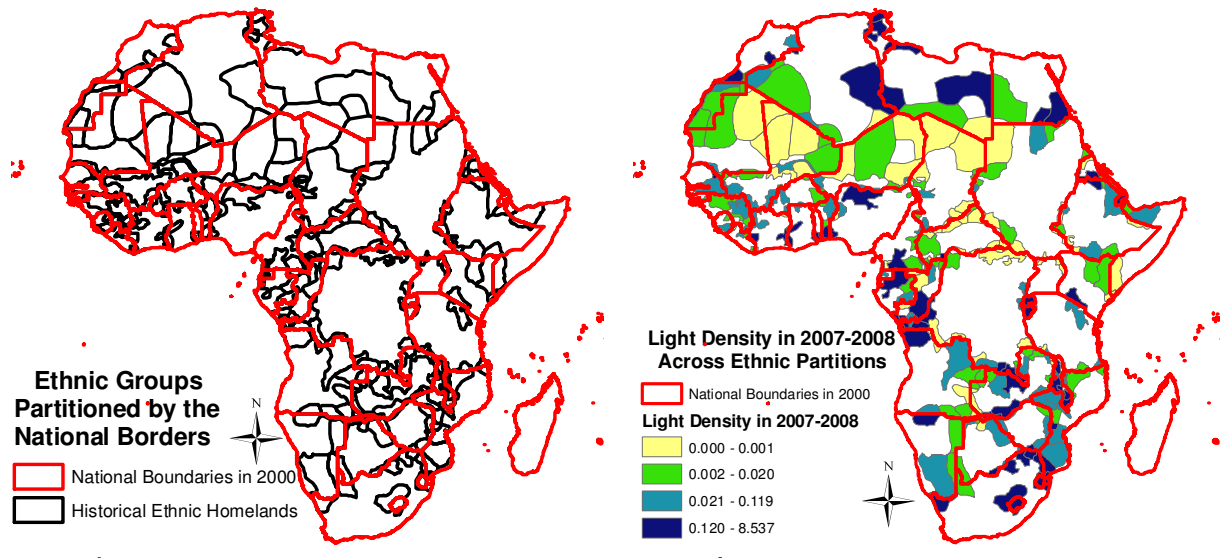 Ethnic Groups
Partitioned by the
National Borders
N
National Boundaries in 2000
Historical Ethnic Homelands
Light Density in 2007-2008
Across Ethnic Partitions
National Boundaries in 2000
Light Density in 2007-2008
0.000 - 0.001
0.002 - 0.020
0.021 - 0.119
0.120 - 8.537
N